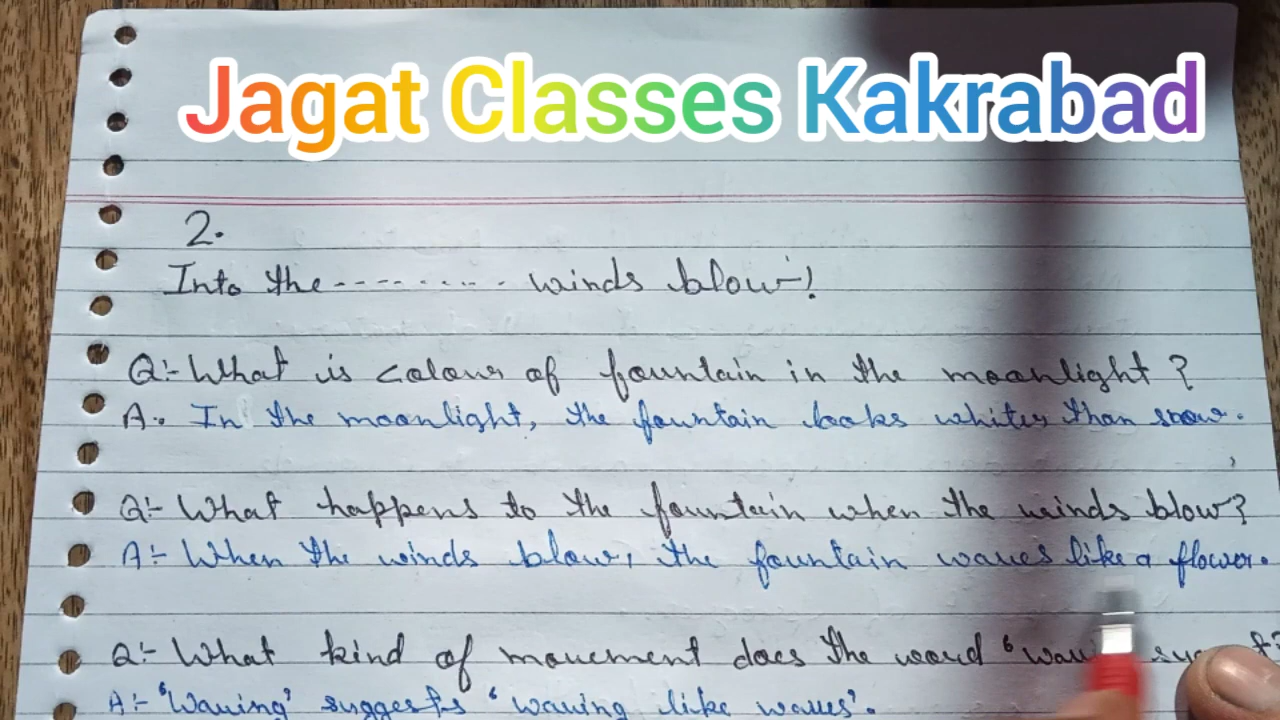 Jagat Classes Kakrabad
2.
Into the --------- winds blow!
Q:- What is colour of fountain in the moonlight ?
A:- In the moonlight, the fountain looks whiter than snow.
Q:- What happens to the fountain when the winds blow?
A:- When the winds blow, the fountain waves like a flower.
Q:- What kind of movement does the word
A:- 'Waving' suggests 'waving like waves'.